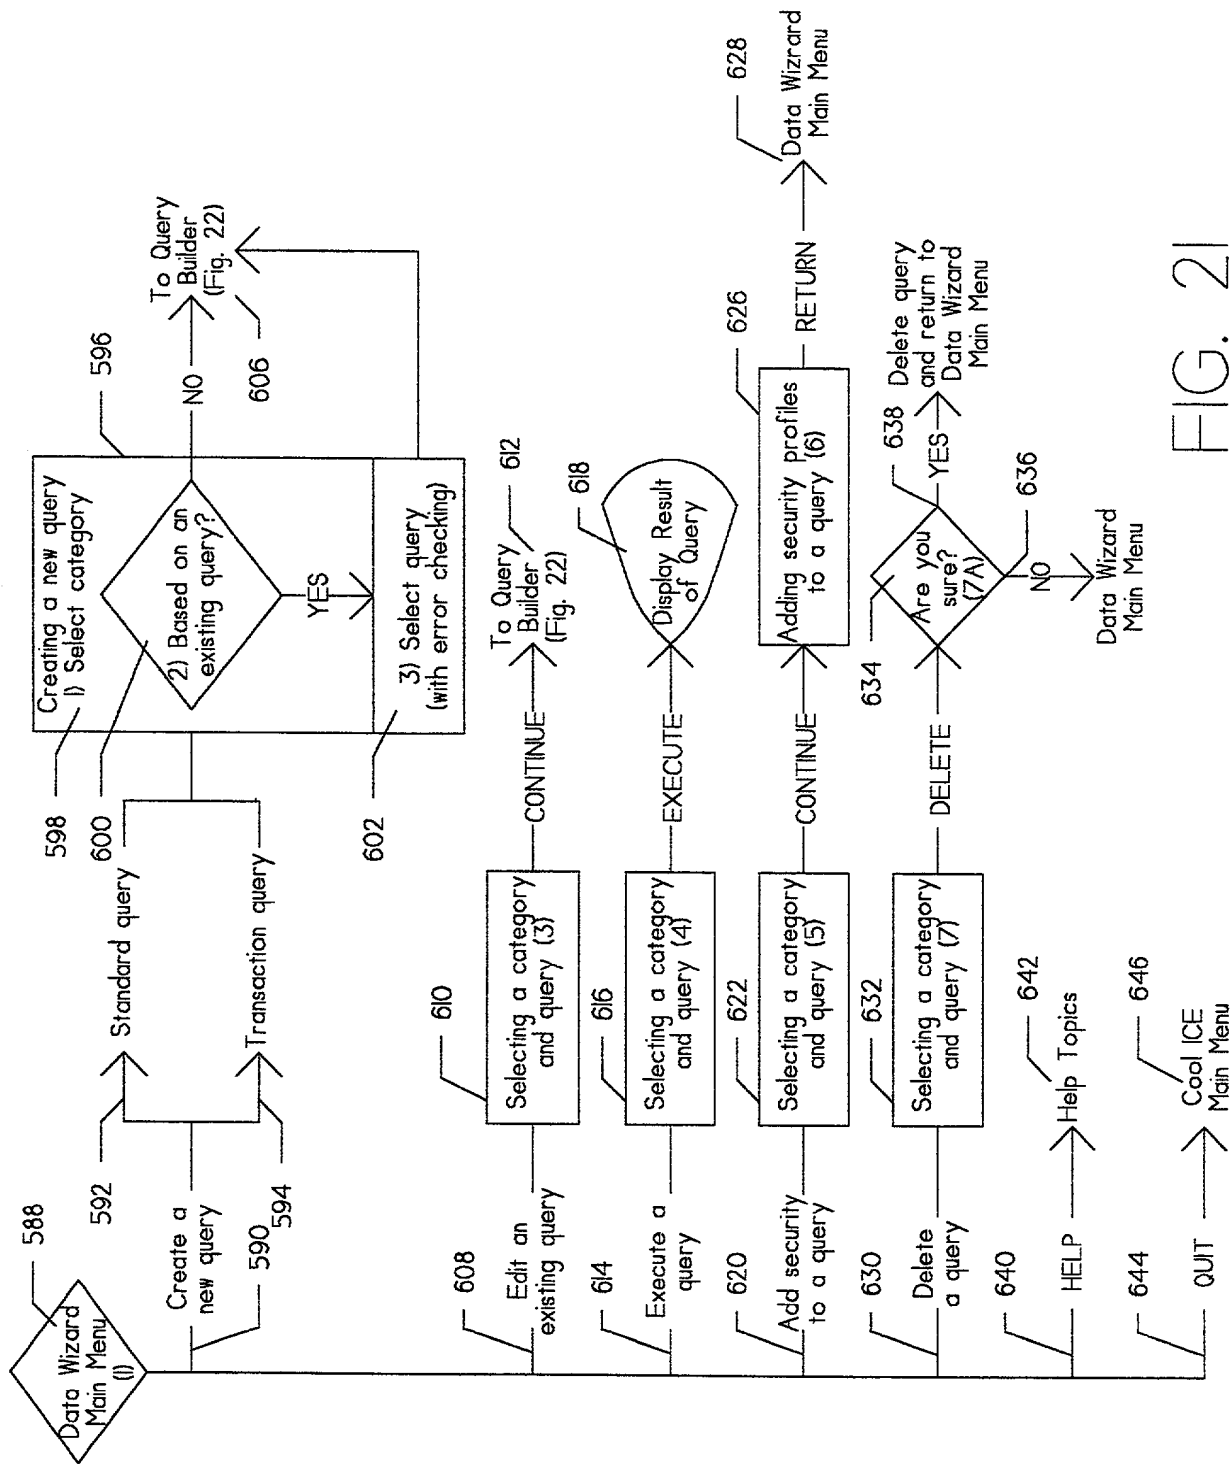 588
Data Wizard
Main Menu
(1)
Create a
new query
590
592
594
Standard query
Transaction query
596
598
600
602
Creating a new query
1) Select category
2) Based on an
existing query?
YES
3) Select query
(with error checking)
NO
606
To Query
Builder
(Fig. 22)
608
Edit an
existing query
610
Selecting a category
and query (3)
CONTINUE
To Query
Builder
(Fig. 22)
612
614
Execute a
query
616
Selecting a category
and query (4)
EXECUTE
618
Display Result
of Query
620
Add security
to a query
622
Selecting a category
and query (5)
CONTINUE
626
Adding security profiles
to a query (6)
RETURN
628
Data Wizrard
Main Menu
630
Delete
a query
632
Selecting a category
and query (7)
DELETE
634
Are you
sure?
(7A)
638
YES
Delete query
and return to
Data Wizard
Main Menu
636
NO
Data Wizard
Main Menu
640
HELP
642
Help Topics
644
QUIT
646
Cool ICE
Main Menu
FIG. 21